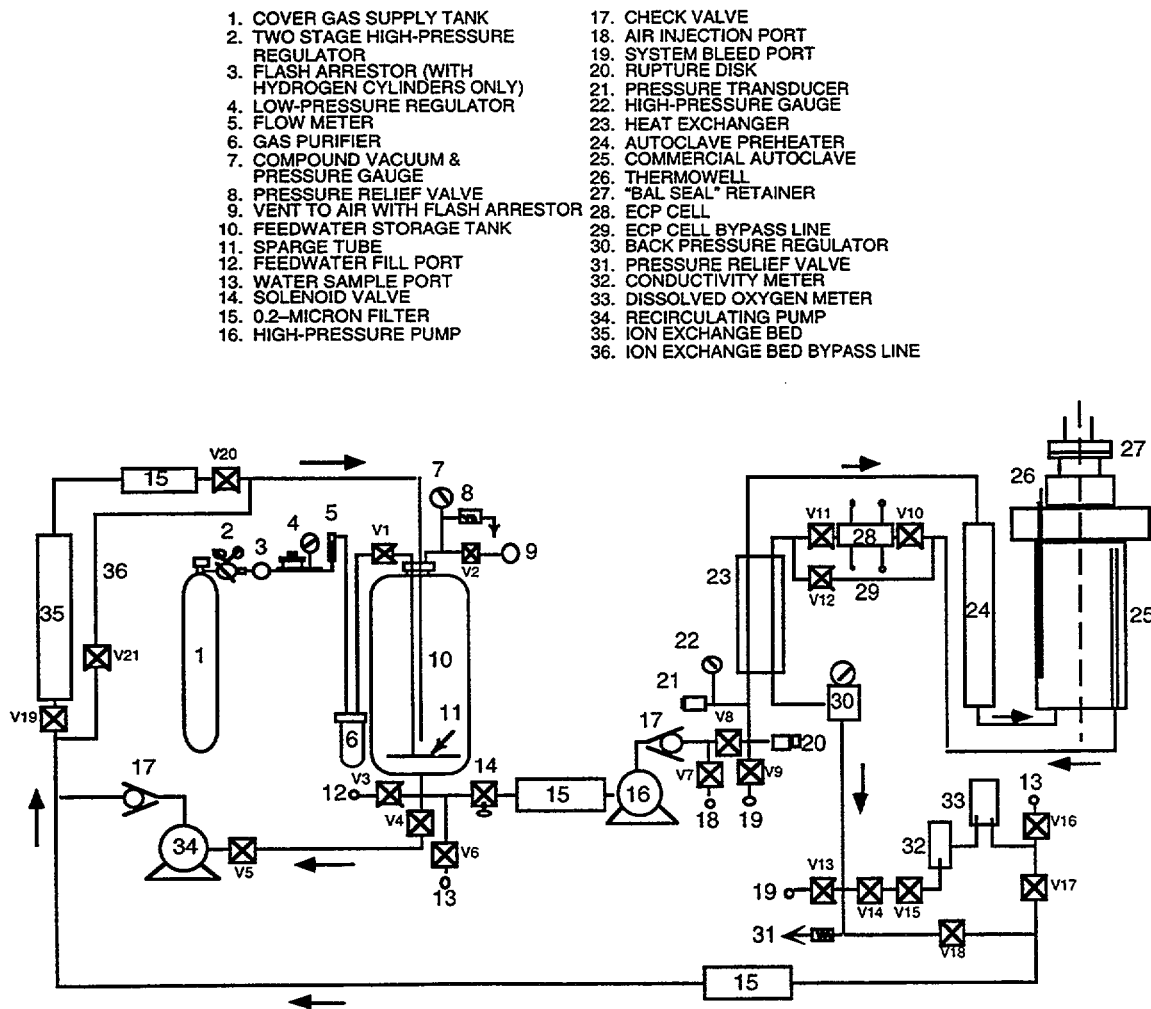 1. COVER GAS SUPPLY TANK
2. TWO STAGE HIGH-PRESSURE
REGULATOR
3. FLASH ARRESTOR (WITH
HYDROGEN CYLINDERS ONLY)
4. LOW-PRESSURE REGULATOR
5. FLOW METER
6. GAS PURIFIER
7. COMPOUND VACUUM &
PRESSURE GAUGE
8. PRESSURE RELIEF VALVE
9. VENT TO AIR WITH FLASH ARRESTOR
10. FEEDWATER STORAGE TANK
11. SPARGE TUBE
12. FEEDWATER FILL PORT
13. WATER SAMPLE PORT
14. SOLENOID VALVE
15. 0.2–MICRON FILTER
16. HIGH-PRESSURE PUMP
17. CHECK VALVE
18. AIR INJECTION PORT
19. SYSTEM BLEED PORT
20. RUPTURE DISK
21. PRESSURE TRANSDUCER
22. HIGH-PRESSURE GAUGE
23. HEAT EXCHANGER
24. AUTOCLAVE PREHEATER
25. COMMERCIAL AUTOCLAVE
26. THERMOWELL
27. "BAL SEAL" RETAINER
28. ECP CELL
29. ECP CELL BYPASS LINE
30. BACK PRESSURE REGULATOR
31. PRESSURE RELIEF VALVE
32. CONDUCTIVITY METER
33. DISSOLVED OXYGEN METER
34. RECIRCULATING PUMP
35. ION EXCHANGE BED
36. ION EXCHANGE BED BYPASS LINE
V20
15
7
8
27
26
2
4
5
3
V1
V2
9
V11
28
V10
36
23
V12
29
35
1
10
24
25
V21
22
21
30
11
V19
6
17
V8
20
17
V3
12
14
15
16
V7
V9
V4
18
19
33
13
34
V5
V6
32
V16
13
V13
19
V14
V15
V17
31
V18
15